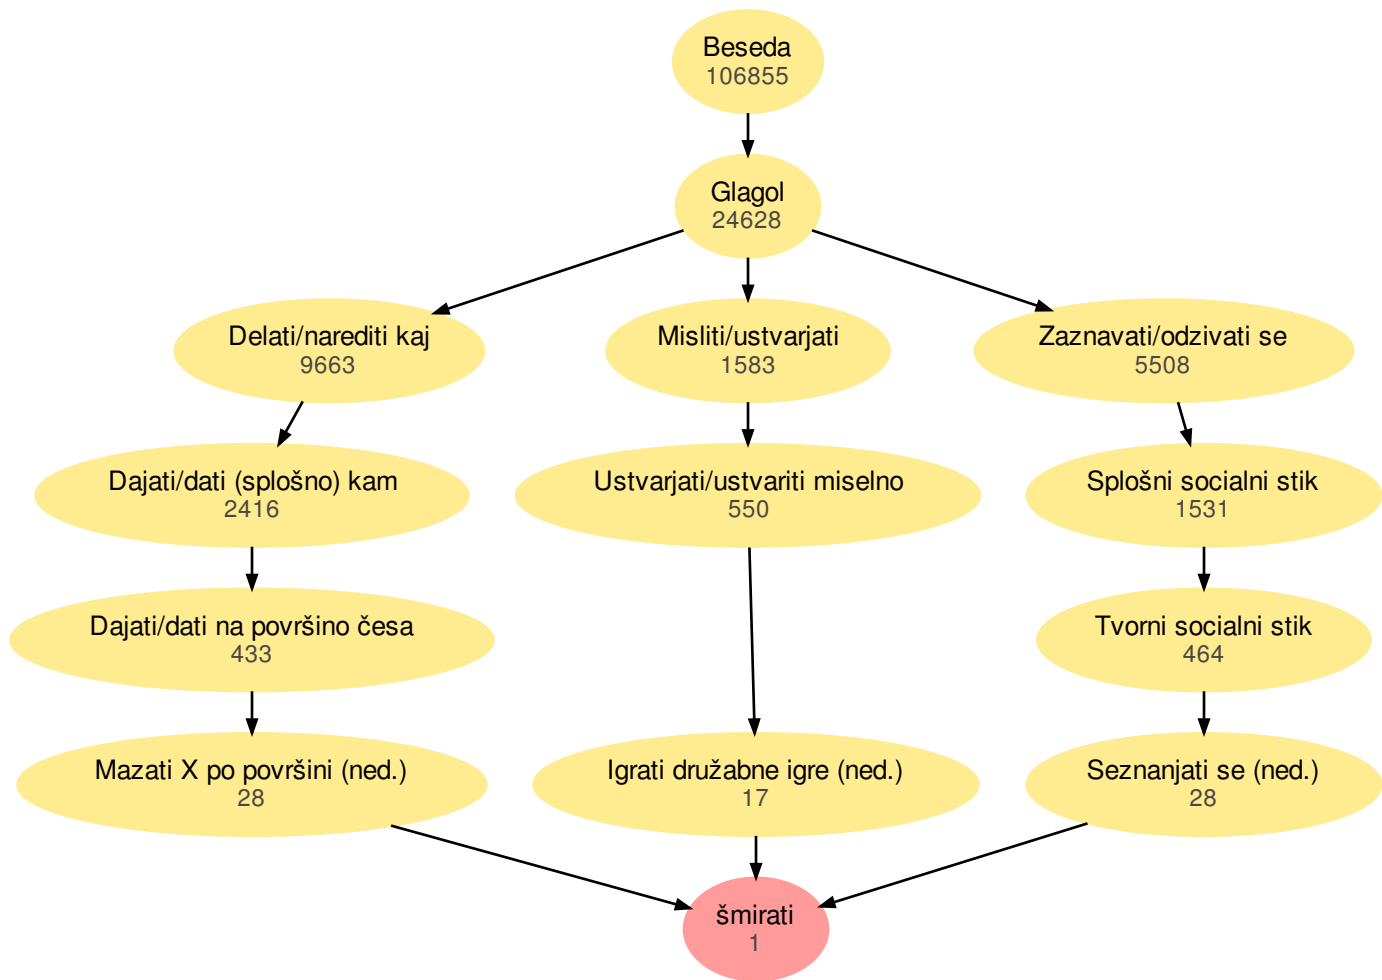 Beseda
106855
Glagol
24628
Delati/narediti kaj
9663
Misliti/ustvarjati
1583
Zaznavati/odzivati se
5508
Dajati/dati (splošno) kam
2416
Ustvarjati/ustvariti miselno
550
Splošni socialni stik
1531
Dajati/dati na površino česa
433
Tvorni socialni stik
464
Mazati X po površini (ned.)
28
Igrati družabne igre (ned.)
17
Seznanjati se (ned.)
28
šmirati
1